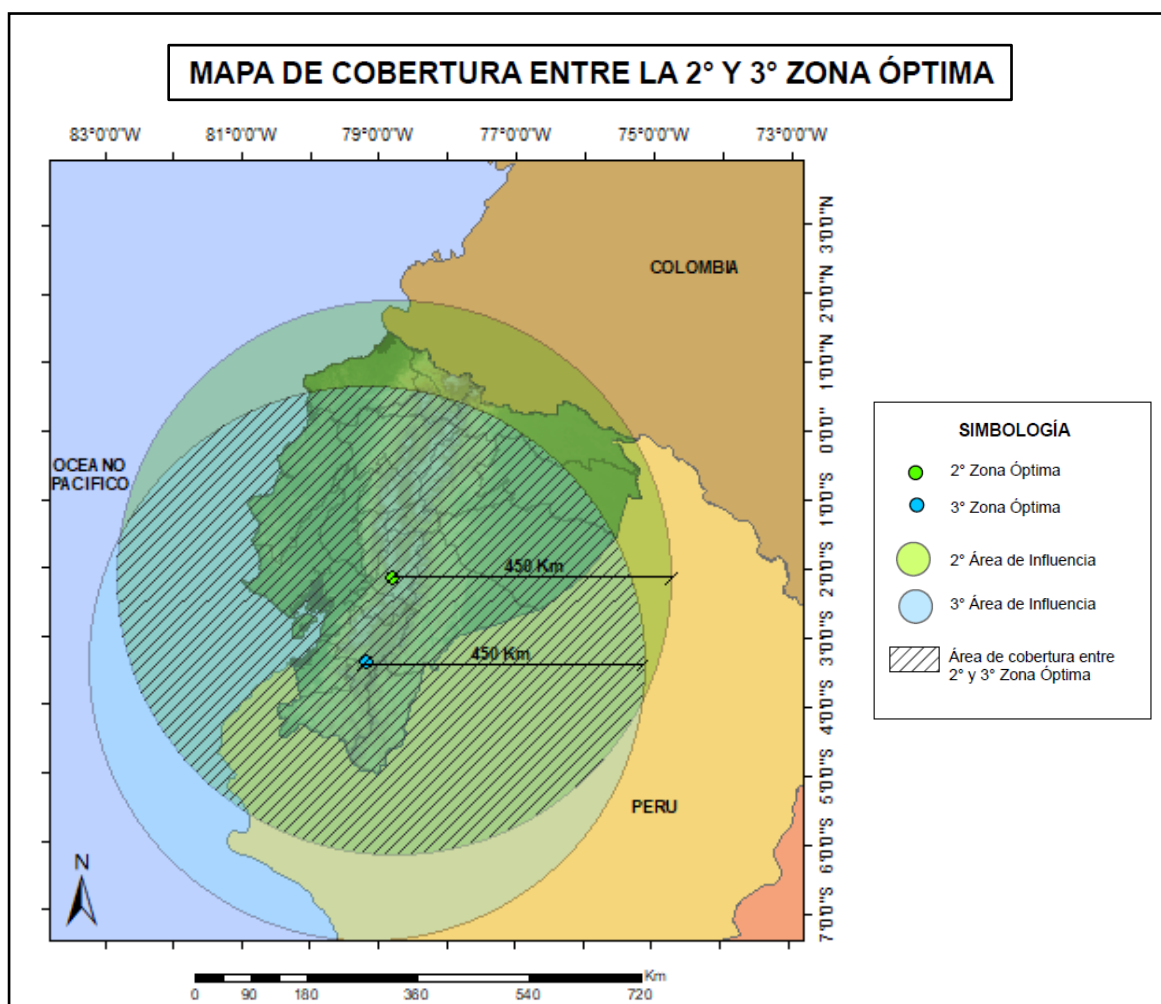 MAPA DE COBERTURA ENTRE LA 2° Y 3° ZONA ÓPTIMA
83°0'0"W 81°0'0"W 79°0'0"W 77°0'0"W 75°0'0"W 73°0'0"W
3°0'0"N
2°0'0"N
1°0'0"N
0°0'0"
1°0'0"S
2°0'0"S
3°0'0"S
4°0'0"S
5°0'0"S
6°0'0"S
7°0'0"S
COLOMBIA
OCEANO
PACIFICO
450 Km
450 Km
PERU
N
Km
0 90 180 360 540 720
SIMBOLOGÍA
2° Zona Óptima
3° Zona Óptima
2° Área de Influencia
3° Área de Influencia
Área de cobertura entre
2° y 3° Zona Óptima